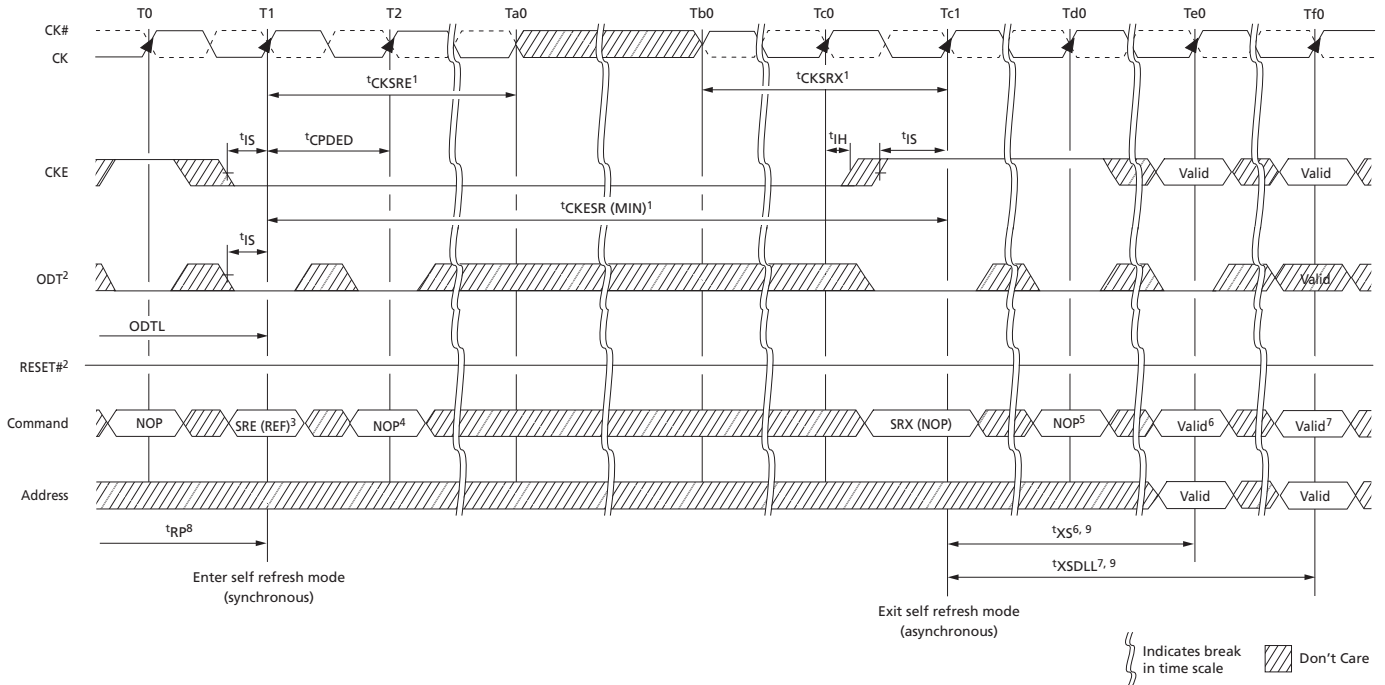 T0 T1 T2 Ta0 Tb0 Tc0 Tc1 Td0 Te0 Tf0
CK#
CK
tCKSRE1 tCKSRX1
tIS tCPDED tIH tIS
CKE Valid Valid
tCKESR (MIN)1
tIS
ODT2 Valid
ODTL
RESET#2
Command NOP SRE (REF)3 NOP4 SRX (NOP) NOP5 Valid6 Valid7
Address Valid Valid
tRP8 tXS6, 9
tXSDLL7, 9
Enter self refresh mode
(synchronous)
Exit self refresh mode
(asynchronous)
Indicates break
in time scale
Don't Care